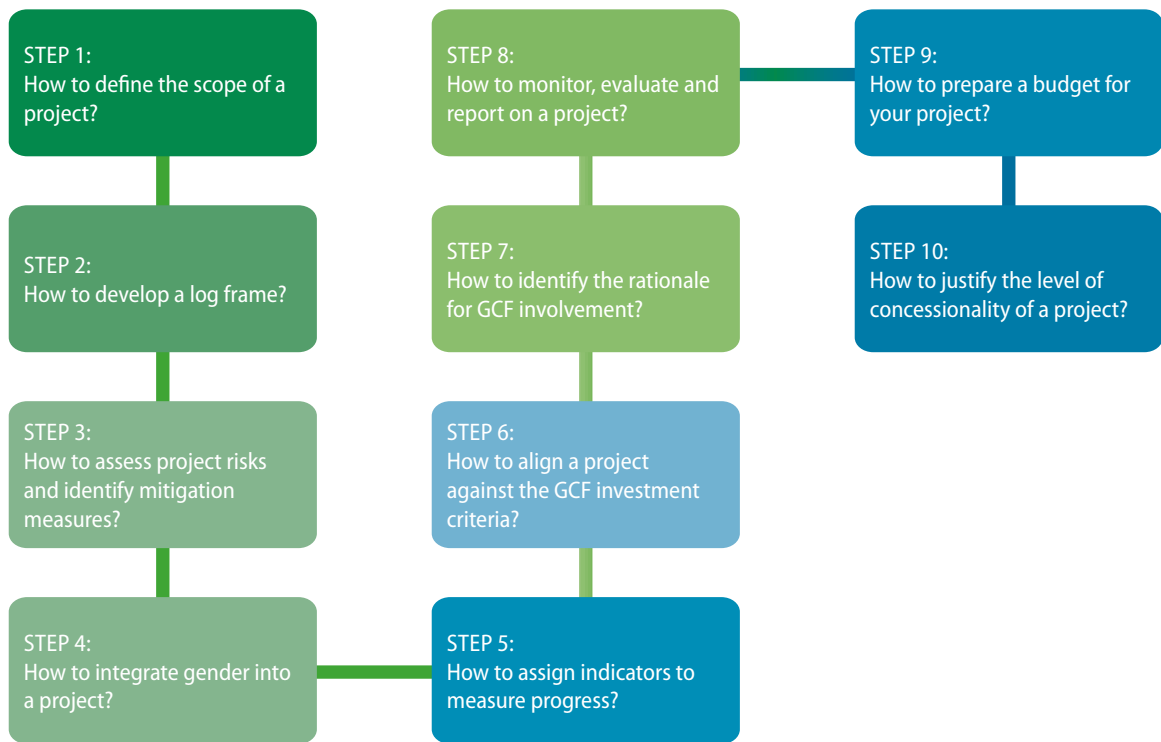 STEP 1:
How to define the scope of a
project?
STEP 2:
How to develop a log frame?
STEP 3:
How to assess project risks
and identify mitigation
measures?
STEP 4:
How to integrate gender into
a project?
STEP 5:
How to assign indicators to
measure progress?
STEP 6:
How to align a project
against the GCF investment
criteria?
STEP 7:
How to identify the rationale
for GCF involvement?
STEP 8:
How to monitor, evaluate and
report on a project?
STEP 9:
How to prepare a budget for
your project?
STEP 10:
How to justify the level of
concessionality of a project?